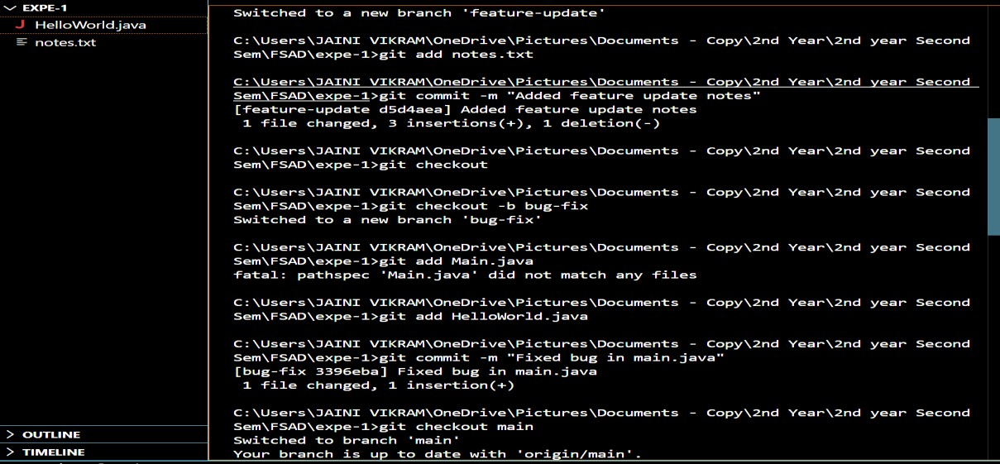 EXPE-1
HelloWorld.java
notes.txt
OUTLINE
TIMELINE
Switched to a new branch 'feature-update'
C:\Users\JAINI VIKRAM\OneDrive\Pictures\Documents - Copy\2nd Year\2nd year Second
Sem\FSAD\expe-1>git add notes.txt
C:\Users\JAINI VIKRAM\OneDrive\Pictures\Documents - Copy\2nd Year\2nd year Second
Sem\FSAD\expe-1>git commit -m "Added feature update notes"
[feature-update d5d4aea] Added feature update notes
1 file changed, 3 insertions(+), 1 deletion(-)
C:\Users\JAINI VIKRAM\OneDrive\Pictures\Documents - Copy\2nd Year\2nd year Second
Sem\FSAD\expe-1>git checkout
C:\Users\JAINI VIKRAM\OneDrive\Pictures\Documents - Copy\2nd Year\2nd year Second
Sem\FSAD\expe-1>git checkout -b bug-fix
Switched to a new branch 'bug-fix'
C:\Users\JAINI VIKRAM\OneDrive\Pictures\Documents - Copy\2nd Year\2nd year Second
Sem\FSAD\expe-1>git add Main.java
fatal: pathspec 'Main.java' did not match any files
C:\Users\JAINI VIKRAM\OneDrive\Pictures\Documents - Copy\2nd Year\2nd year Second
Sem\FSAD\expe-1>git add HelloWorld.java
C:\Users\JAINI VIKRAM\OneDrive\Pictures\Documents - Copy\2nd Year\2nd year Second
Sem\FSAD\expe-1>git commit -m "Fixed bug in main.java"
[bug-fix 3396eba] Fixed bug in main.java
1 file changed, 1 insertion(+)
C:\Users\JAINI VIKRAM\OneDrive\Pictures\Documents - Copy\2nd Year\2nd year Second
Sem\FSAD\expe-1>git checkout main
Switched to branch 'main'
Your branch is up to date with 'origin/main'.